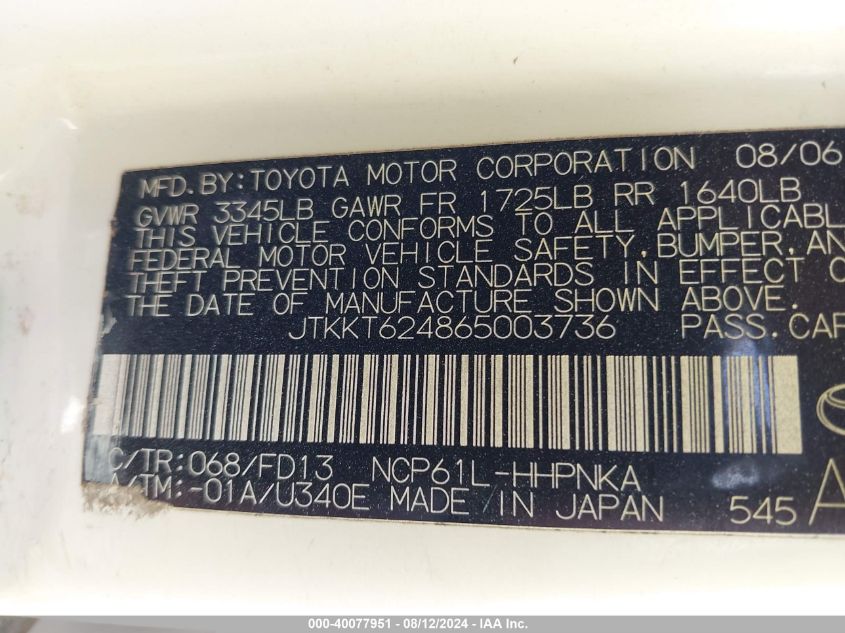 MFD. BY: TOYOTA MOTOR CORPORATION 08/06
GVWR 3345LB GAWR FR 1725LB RR 1640LB
THIS VEHICLE CONFORMS TO ALL APPLICABL
FEDERAL MOTOR VEHICLE SAFETY, BUMPER, AN
THEFT PREVENTION STANDARDS IN EFFECT O
THE DATE OF MANUFACTURE SHOWN ABOVE.
JTKKT624865003736 PASS. CAR
C/TR: 068/FD13 NCP61L-HHPNKA
A/TM: -01A/U340E MADE IN JAPAN 545 A
000-40077951 - 08/12/2024 - IAA Inc.